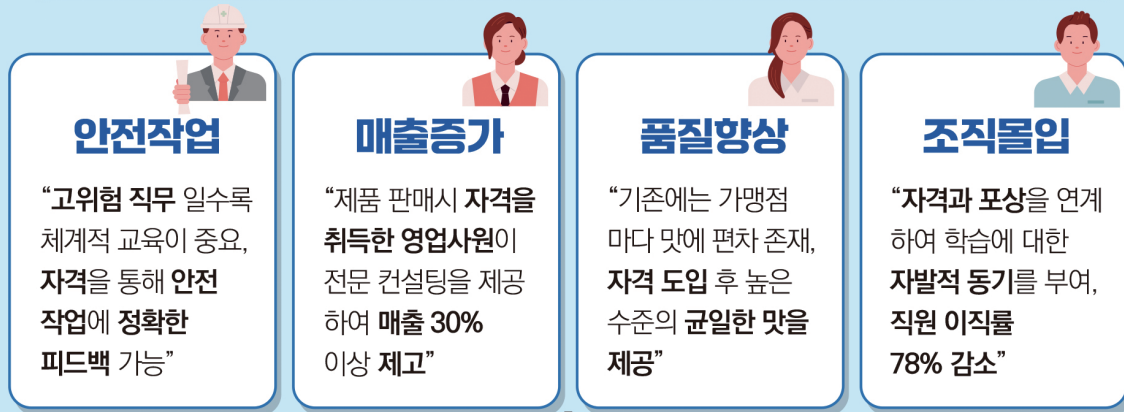 안전작업
“고위험 직무 일수록
체계적 교육이 중요,
자격을 통해 안전
작업에 정확한
피드백 가능”
매출증가
“제품 판매시 자격을
취득한 영업사원이
전문 컨설팅을 제공
하여 매출 30%
이상 제고”
품질향상
“기존에는 가맹점
마다 맛에 편차 존재,
자격 도입 후 높은
수준의 균일한 맛을
제공”
조직몰입
“자격과 포상을 연계
하여 학습에 대한
자발적 동기를 부여,
직원 이직률
78% 감소”